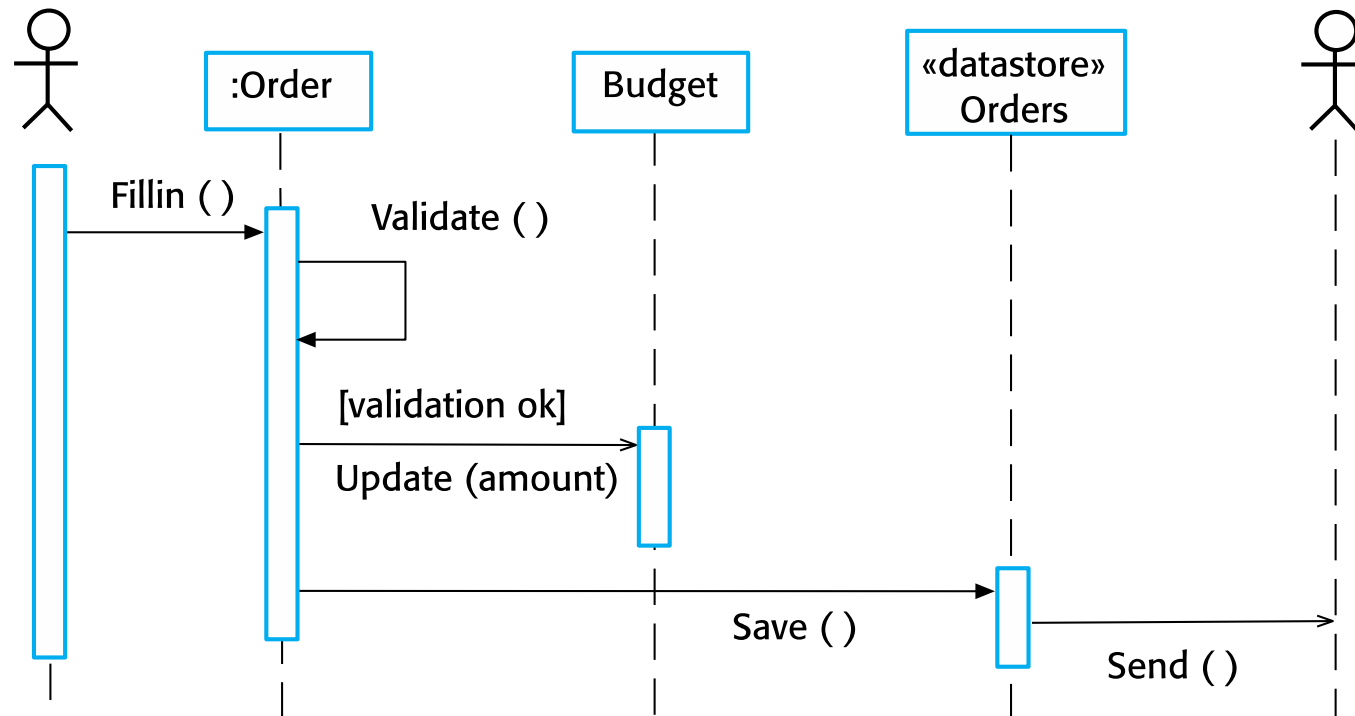 :Order
Budget
«datastore»
Orders
Fillin ( )
Validate ( )
[validation ok]
Update (amount)
Save ( )
Send ( )